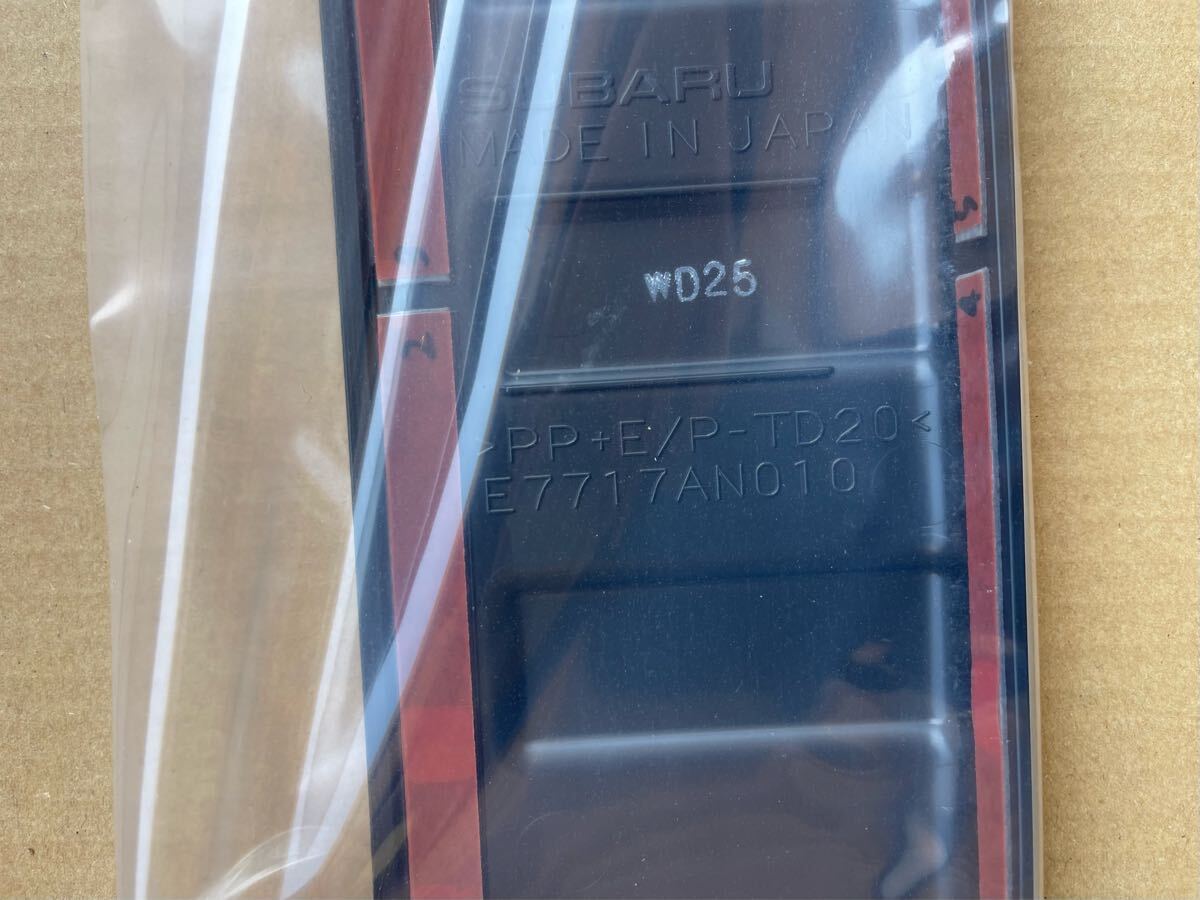 SUBARU
MADE IN JAPAN
WD25
>PP+E/P-TD20<
E7717AN010